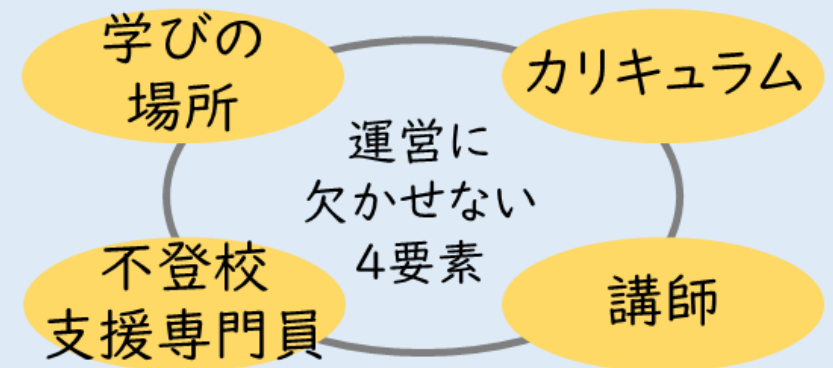 学びの
場所
カリキュラム
運営に
欠かせない
4要素
不登校
支援専門員
講師